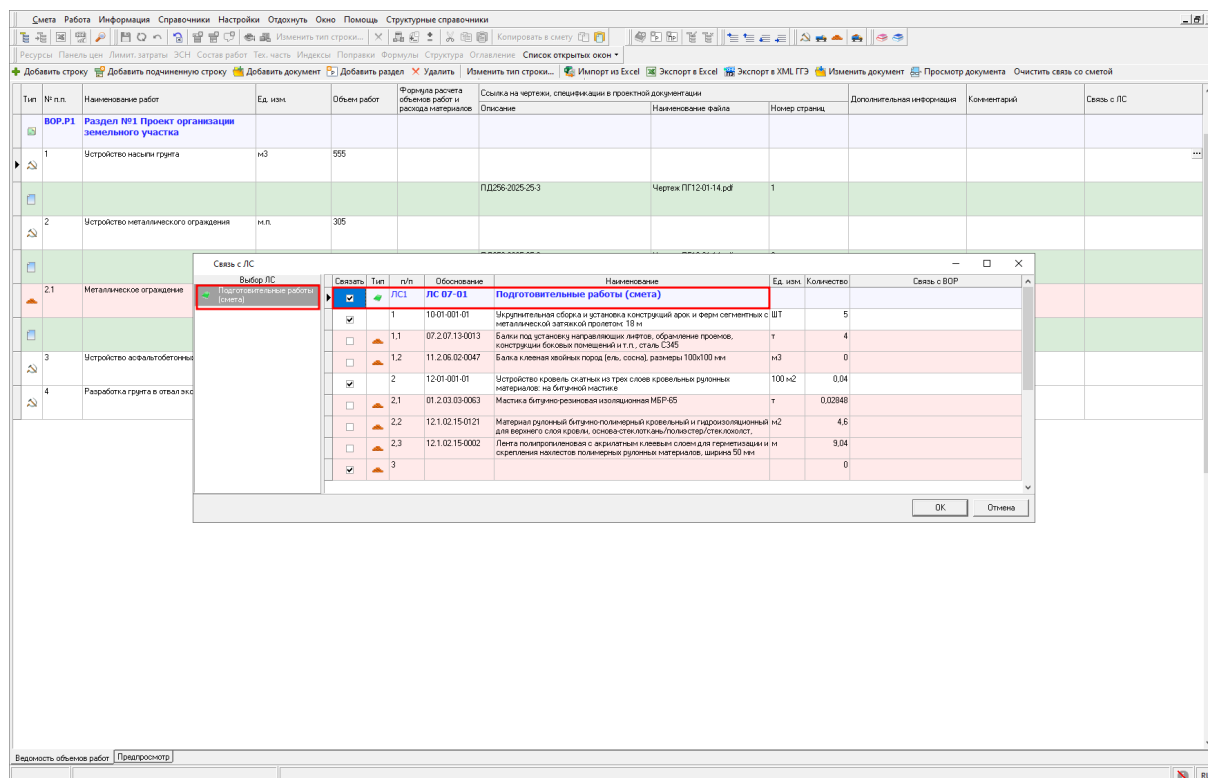 Смета Работа Информация Справочники Настройки Отдохнуть Окно Помощь Структурные справочники
Изменить тип строки... Копировать в смету
Ресурсы Панель цен Лимит. затраты ЭСН Состав работ Тех. часть Индексы Поправки Формулы Структура Оглавление Список открытых окон
Добавить строку Добавить подчиненную строку Добавить документ Добавить раздел Удалить Изменить тип строки... Импорт из Excel Экспорт в Excel Экспорт в XML ГГЭ Изменить документ Просмотр документа Очистить связь со сметой
Тип № п.п. Наименование работ Ед. изм. Объем работ Формула расчета объемов работ и расхода материалов Ссылка на чертежи, спецификации в проектной документации Дополнительная информация Комментарий Связь с ЛС
Описание Наименование файла Номер страниц
ВОР.Р1 Раздел №1 Проект организации
земельного участка
1 Устройство насыпи грунта м3 555
ПД256-2025-25-3 Чертеж ПГ12-01-14.pdf 1
2 Устройство металлического ограждения м.п. 305
2.1 Металлическое ограждение
3 Устройство асфальтобетонны
4 Разработка грунта в отвал экс
Связь с ЛС
Выбор ЛС
Подготовительные работы
(смета)
Связать Тип п/п Обоснование Наименование Ед. изм. Количество Связь с ВОР
ЛС1 ЛС 07-01 Подготовительные работы (смета)
1 10-01-001-01 Укрупнительная сборка и установка конструкций арок и ферм сегментных с ШТ 5
металлической затяжкой пролетом: 18 м
07.2.07.13-0013 Балки под установку направляющих лифтов, обрамление проемов, т 4
1,1 конструкции боковых помещений и т.п., сталь С345
1,2 11.2.06.02-0047 Балка клееная хвойных пород (ель, сосна), размеры 100х100 мм м3 0
2 12-01-001-01 Устройство кровель скатных из трех слоев кровельных рулонных 100 м2 0,04
материалов: на битумной мастике
2,1 01.2.03.03-0063 Мастика битумно-резиновая изоляционная МБР-65 т 0,02848
2,2 12.1.02.15-0121 Материал рулонный битумно-полимерный кровельный и гидроизоляционный м2 4,6
для верхнего слоя кровли, основа-стеклоткань/полиэстер/стеклохолст,
2,3 12.1.02.15-0002 Лента полипропиленовая с акрилатным клеевым слоем для герметизации и м 9,04
скрепления нахлестов полимерных рулонных материалов, ширина 50 мм
3 0
OK Отмена
Ведомость объемов работ Предпросмотр